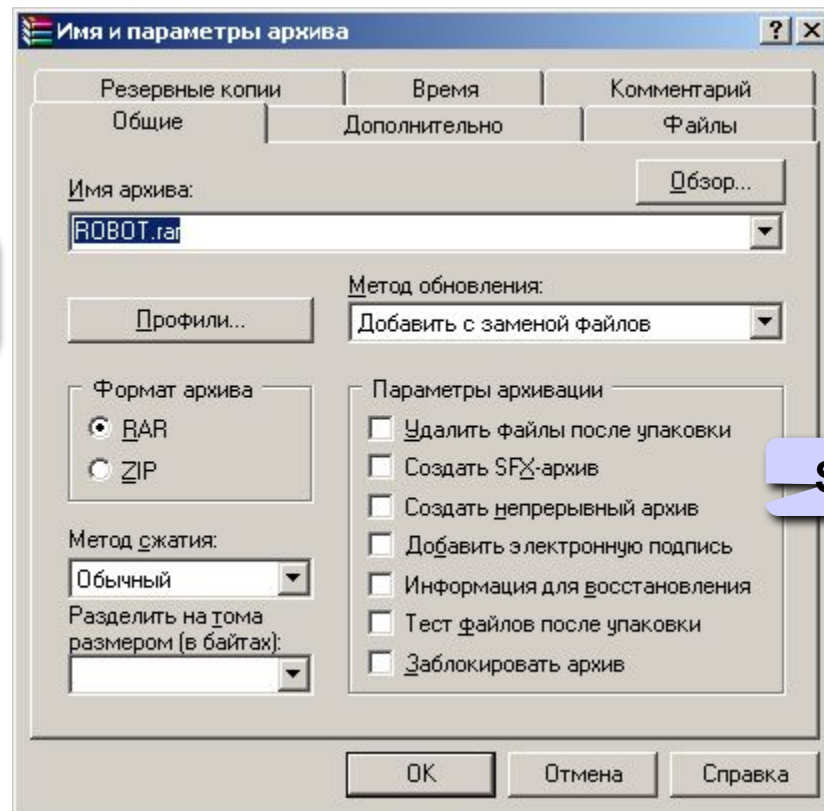 Имя и параметры архива
Резервные копии Время Комментарий
Общие Дополнительно Файлы
Имя архива:
Обзор...
ROBOT.rar
Метод обновления:
Профили...
Добавить с заменой файлов
Формат архива
RAR
ZIP
Параметры архивации
Удалить файлы после упаковки
Создать SFX-архив
Создать непрерывный архив
Добавить электронную подпись
Информация для восстановления
Тест файлов после упаковки
Заблокировать архив
Метод сжатия:
Обычный
Разделить на тома
размером (в байтах):
OK Отмена Справка